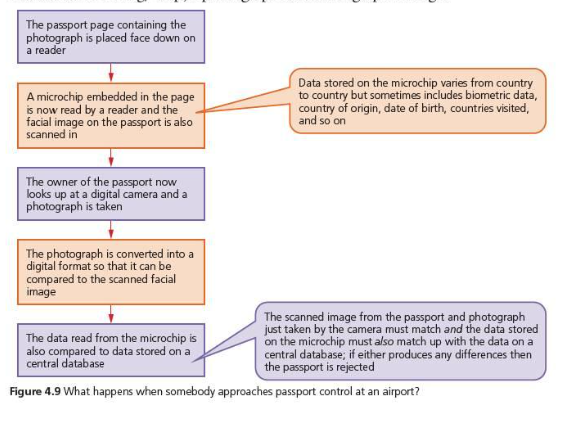 The passport page containing the
photograph is placed face down on
a reader
A microchip embedded in the page
is now read by a reader and the
facial image on the passport is also
scanned in
Data stored on the microchip varies from country
to country but sometimes includes biometric data,
country of origin, date of birth, countries visited,
and so on
The owner of the passport now
looks up at a digital camera and a
photograph is taken
The photograph is converted into a
digital format so that it can be
compared to the scanned facial
image
The data read from the microchip is
also compared to data stored on a
central database
The scanned image from the passport and photograph
just taken by the camera must match and the data stored
on the microchip must also match up with the data on a
central database; if either produces any differences then
the passport is rejected
Figure 4.9 What happens when somebody approaches passport control at an airport?